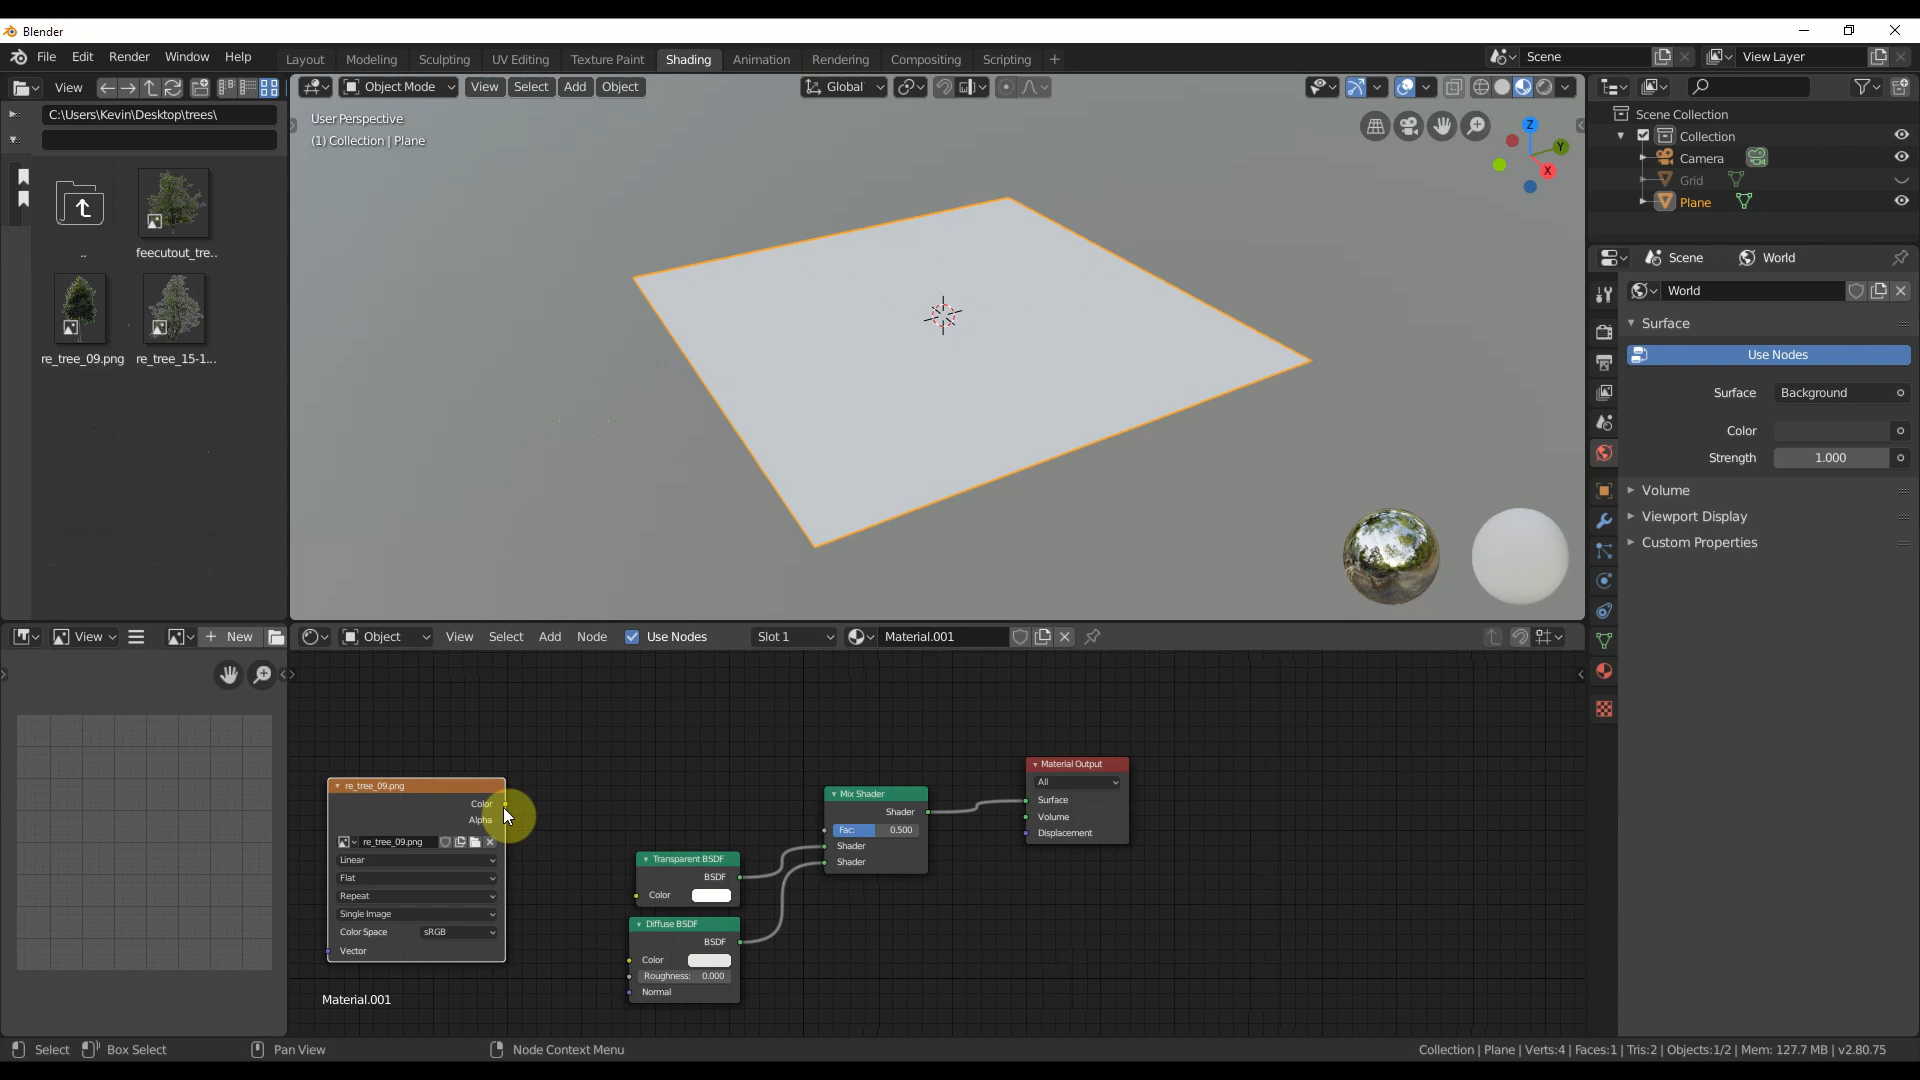 Blender
File Edit Render Window Help
Layout Modeling Sculpting UV Editing Texture Paint Shading Animation Rendering Compositing Scripting +
Scene
View Layer
View
Object Mode View Select Add Object
Global
C:\Users\Kevin\Desktop\trees\
..
feecutout_tre..
re_tree_09.png re_tree_15-1...
User Perspective
(1) Collection | Plane
Z
Y
X
Scene Collection
Collection
Camera
Grid
Plane
Scene World
World
Surface
Use Nodes
Surface Background
Color
Strength 1.000
Volume
Viewport Display
Custom Properties
View + New
Object View Select Add Node Use Nodes Slot 1 Material.001
re_tree_09.png
Color
Alpha
re_tree_09.png
Linear
Flat
Repeat
Single Image
Color Space sRGB
Vector
Transparent BSDF
BSDF
Color
Diffuse BSDF
BSDF
Color
Roughness: 0.000
Normal
Mix Shader
Shader
Fac: 0.500
Shader
Shader
Material Output
All
Surface
Volume
Displacement
Material.001
Select Box Select Pan View Node Context Menu
Collection | Plane | Verts:4 | Faces:1 | Tris:2 | Objects:1/2 | Mem: 127.7 MB | v2.80.75